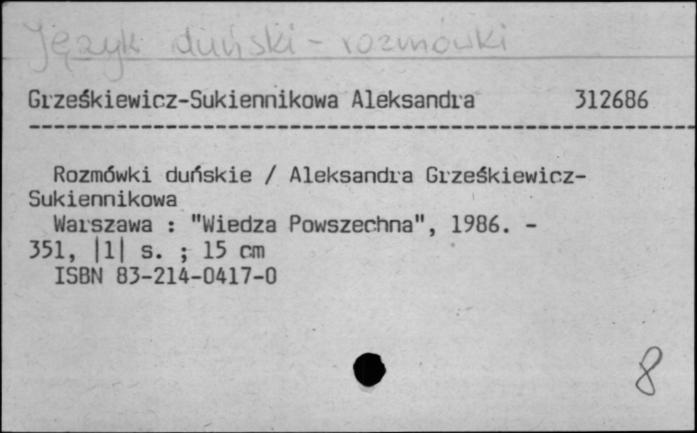 Język duński - rozmówki
Grześkiewicz-Sukiennikowa Aleksandra 312686
Rozmówki duńskie / Aleksandra Grześkiewicz-
Sukiennikowa
Warszawa : "Wiedza Powszechna", 1986. -
351, |1| s. ; 15 cm
ISBN 83-214-0417-0
8